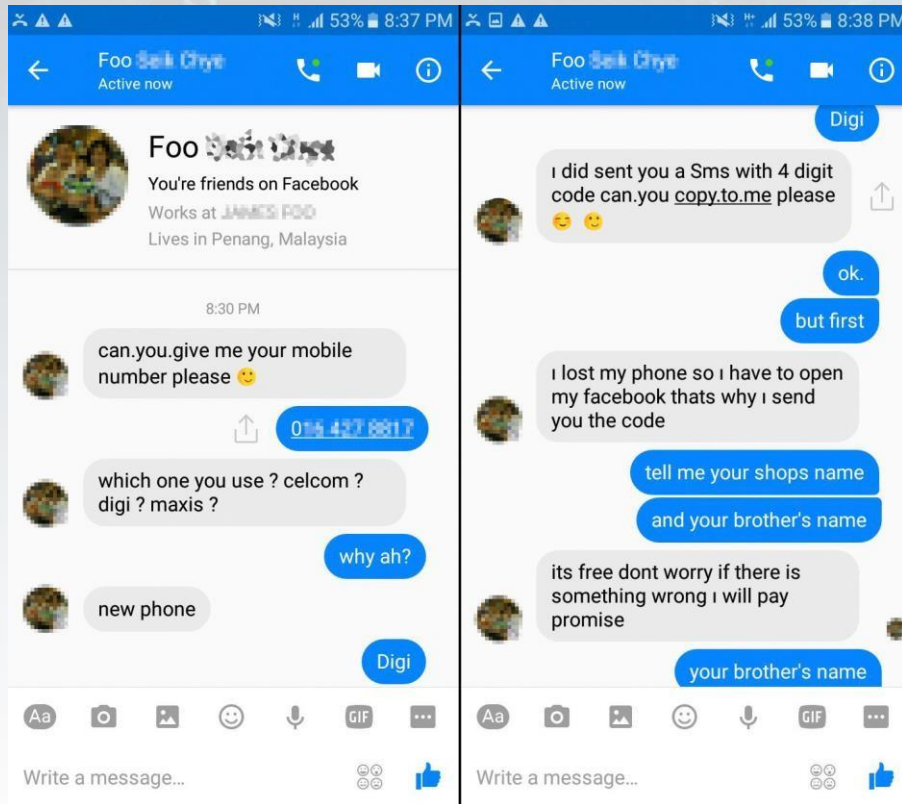 53% 8:37 PM
Foo
Active now
Foo
You're friends on Facebook
Works at
Lives in Penang, Malaysia
8:30 PM
can.you.give me your mobile
number please
which one you use ? celcom ?
digi ? maxis ?
why ah?
new phone
Digi
Aa
GIF
Write a message...
53% 8:38 PM
Foo
Active now
Digi
ı did sent you a Sms with 4 digit
code can.you copy.to.me please
ok.
but first
ı lost my phone so ı have to open
my facebook thats why ı send
you the code
tell me your shops name
and your brother's name
its free dont worry if there is
something wrong ı will pay
promise
your brother's name
Aa
GIF
Write a message...